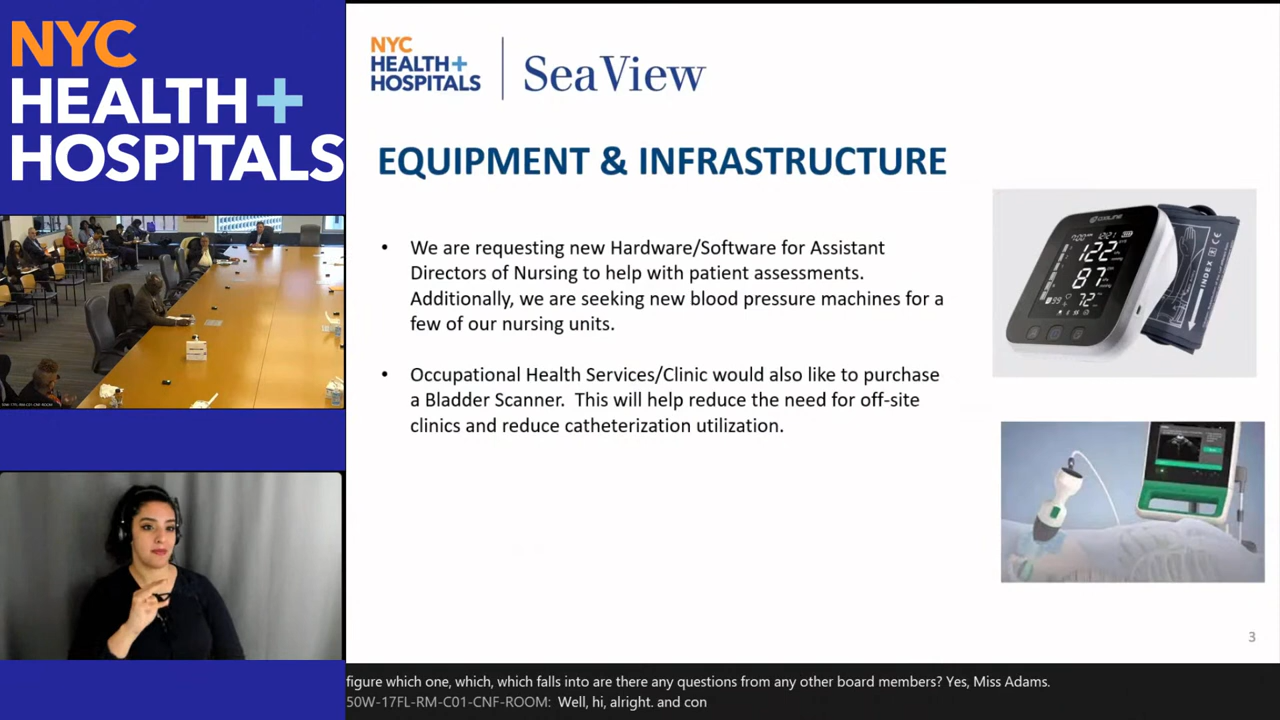 NYC
HEALTH+
HOSPITALS
NYC
HEALTH+
HOSPITALS
SeaView
EQUIPMENT & INFRASTRUCTURE
• We are requesting new Hardware/Software for Assistant
Directors of Nursing to help with patient assessments.
Additionally, we are seeking new blood pressure machines for a
few of our nursing units.
• Occupational Health Services/Clinic would also like to purchase
a Bladder Scanner. This will help reduce the need for off-site
clinics and reduce catheterization utilization.
122
87
72
INDEX
3
figure which one, which, which falls into are there any questions from any other board members? Yes, Miss Adams.
50W-17FL-RM-C01-CNF-ROOM: Well, hi, alright. and con